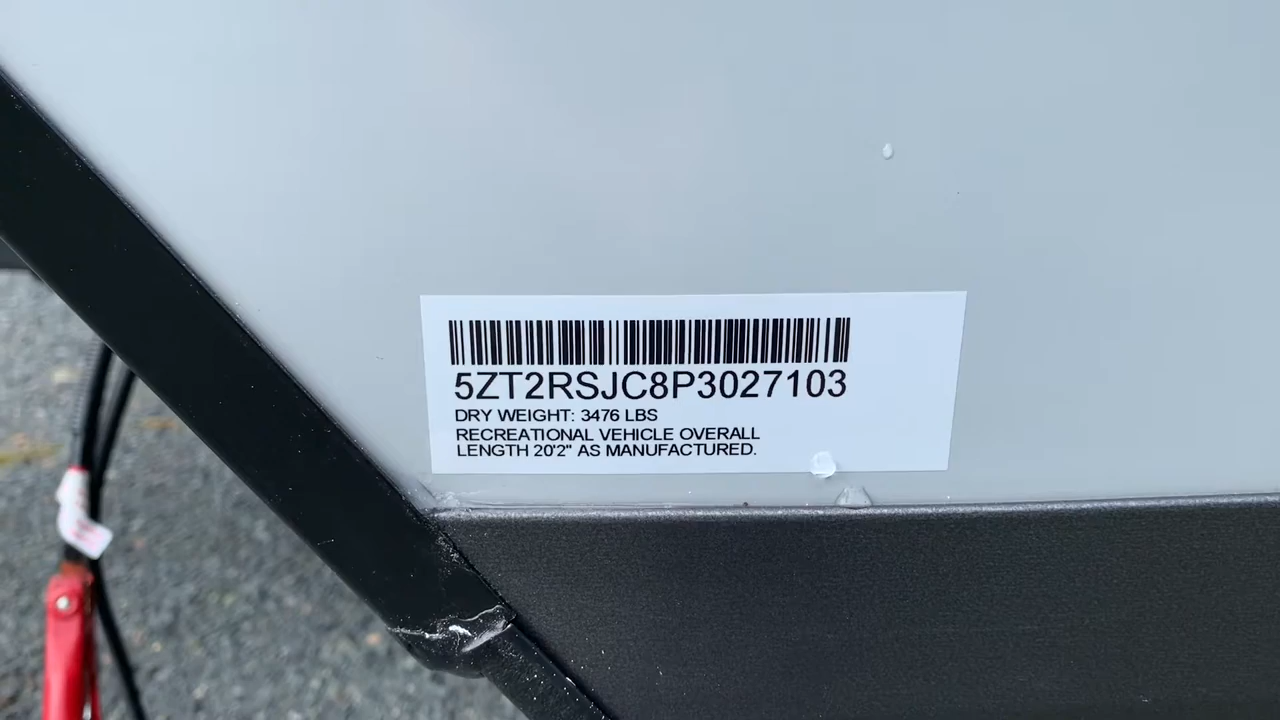 5ZT2RSJC8P3027103
DRY WEIGHT: 3476 LBS
RECREATIONAL VEHICLE OVERALL
LENGTH 20'2" AS MANUFACTURED.